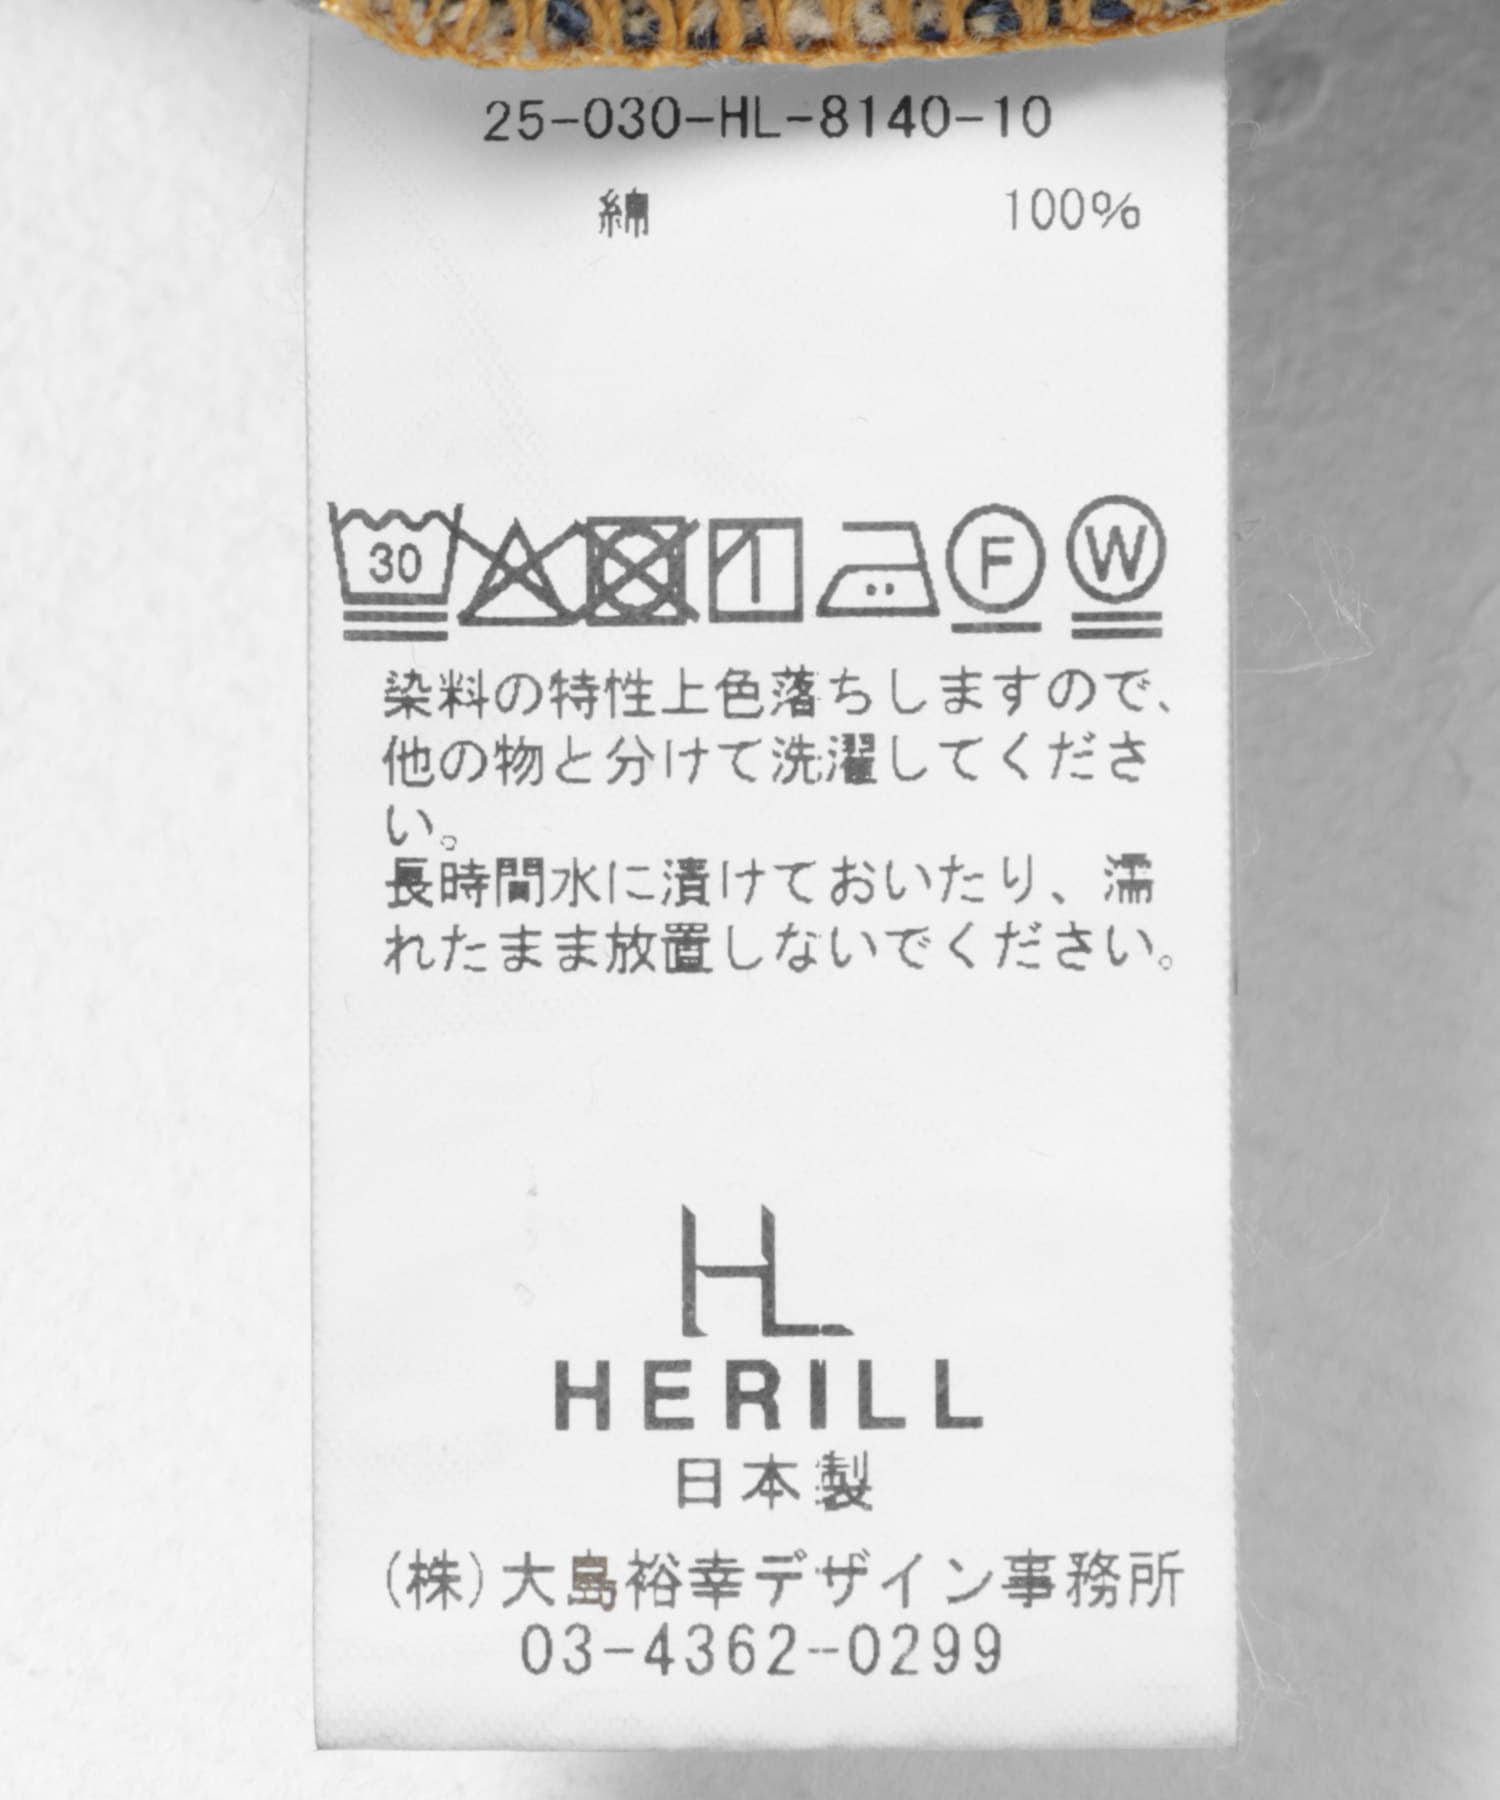 25-030-HL-8140-10
綿 100%
30 F W
染料の特性上色落ちしますので、
他の物と分けて洗濯してくださ
い。
長時間水に漬けておいたり、濡
れたまま放置しないでください。
HL
HERILL
日本製
(株)大島裕幸デザイン事務所
03-4362-0299